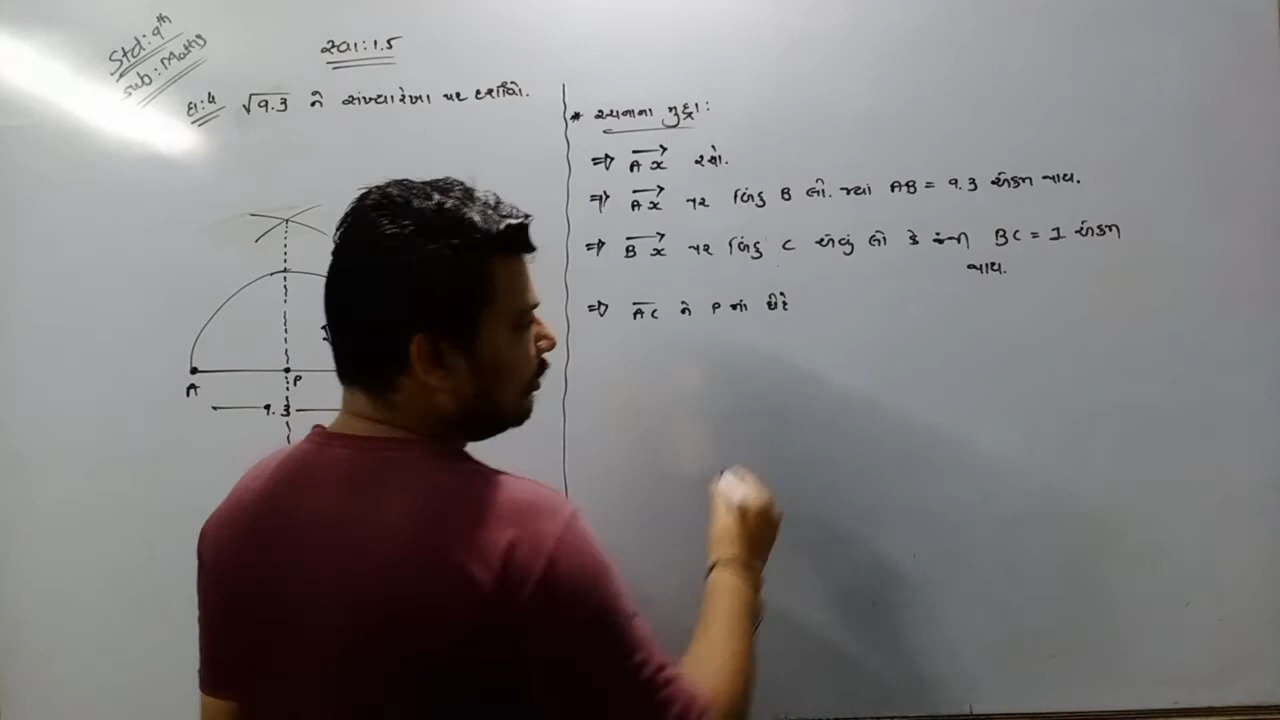 Std: 9th
Sub: Maths
સ્વા: 1.5
દા: 4 √9.3 ને સંખ્યારેખા પર દર્શાવો.
* રચનાના મુદ્દા:
⇒ AX રચો.
⇒ AX પર બિંદુ B લો. જ્યાં AB = 9.3 એકમ થાય.
⇒ BX પર બિંદુ C એવું લો કે જેથી BC = 1 એકમ
થાય.
⇒ AC ને P માં
A
P
9.3